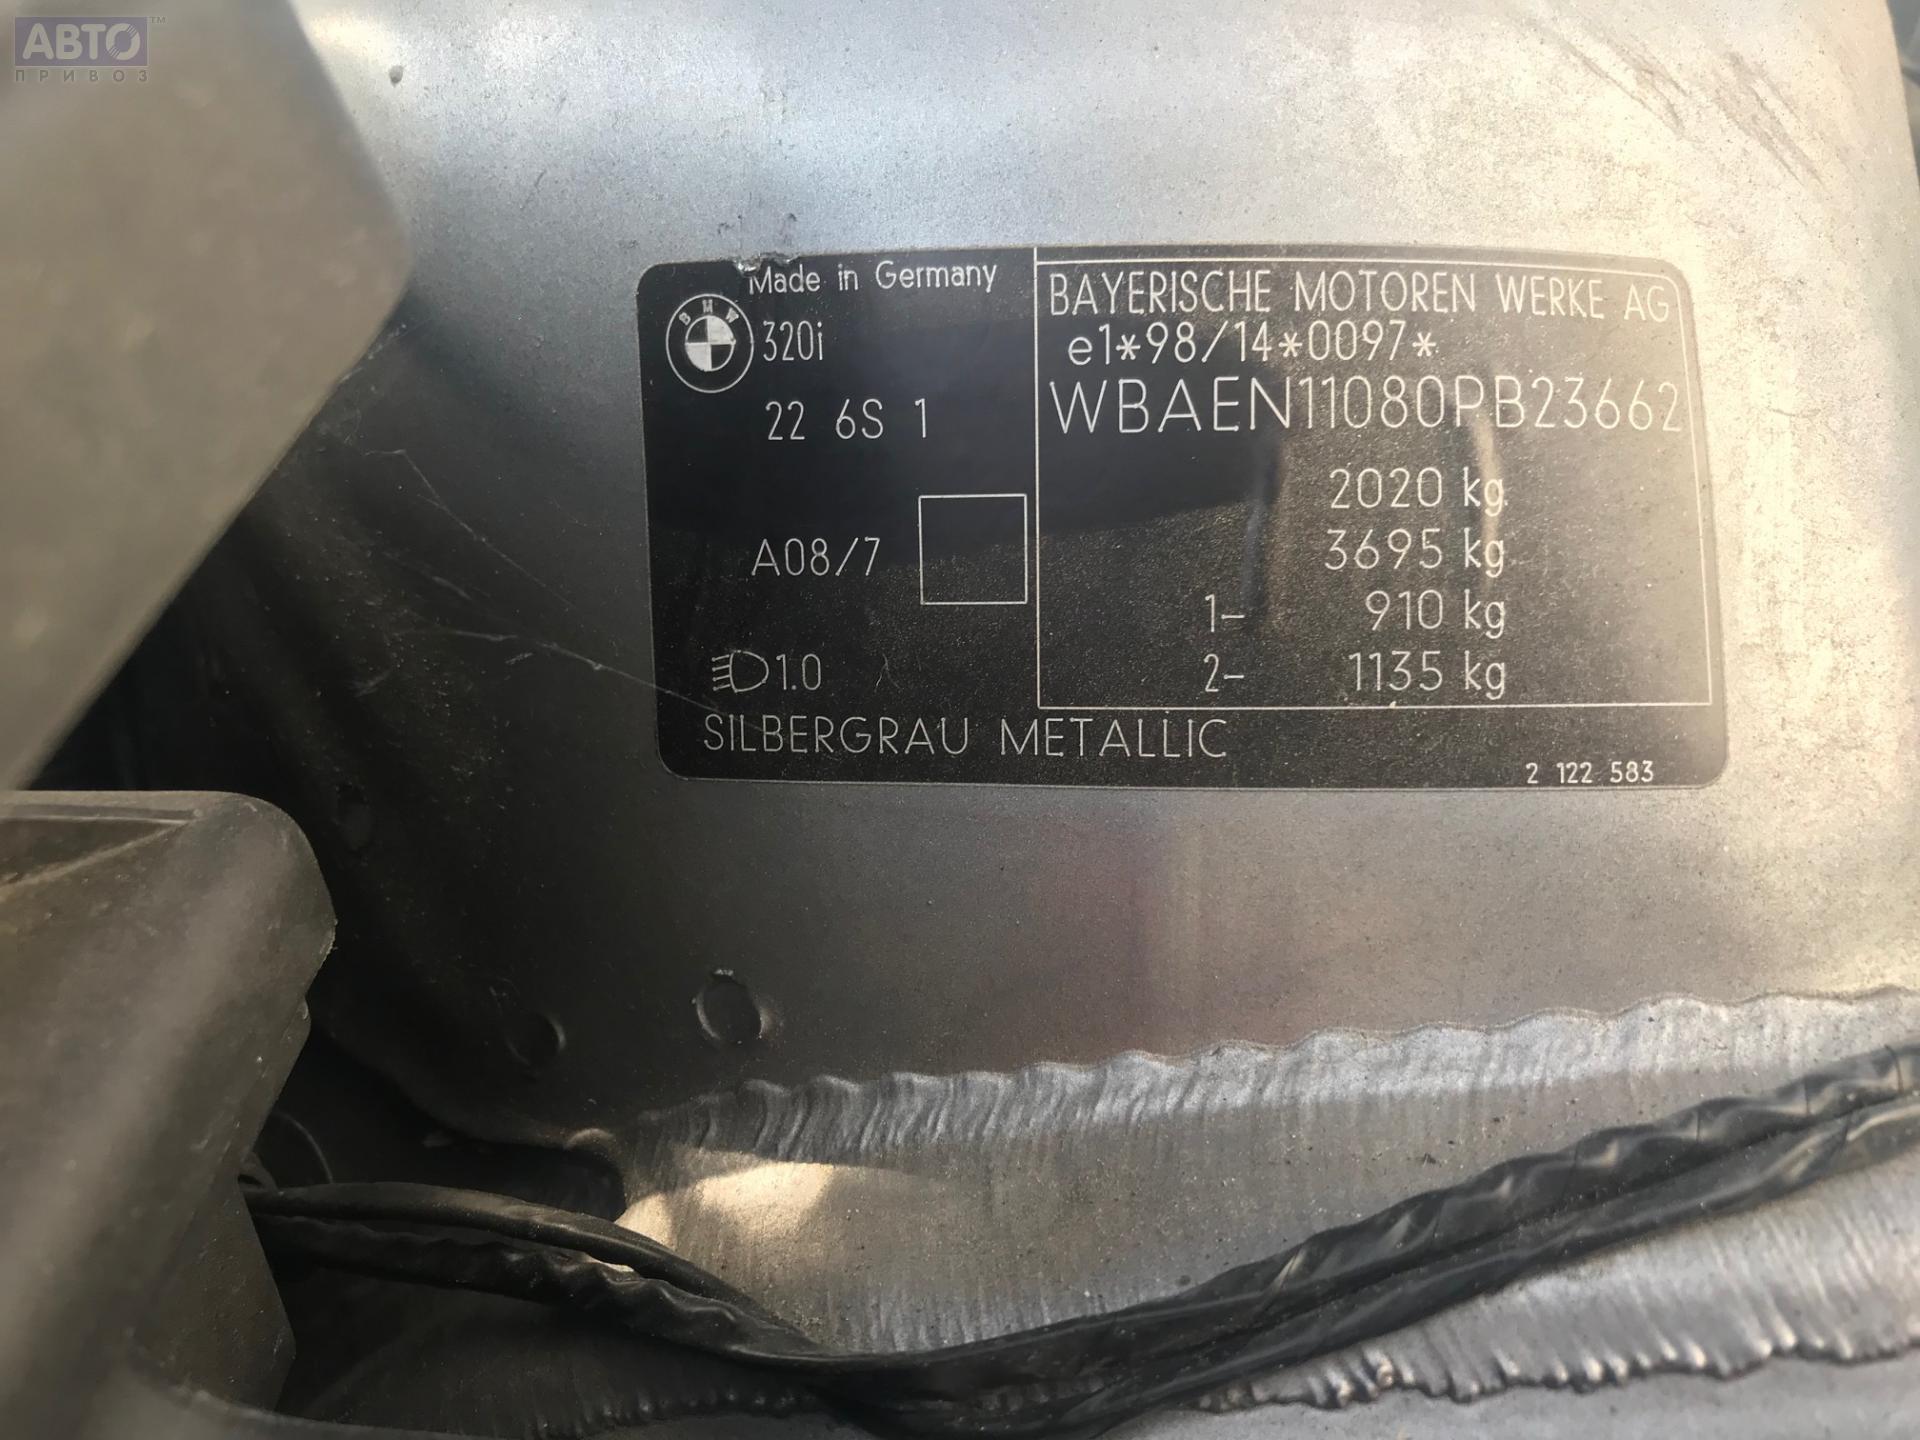 АВТО™
ПРИВОЗ
Made in Germany
BMW
320i
22 6S 1
A08/7
1.0
SILBERGRAU METALLIC
BAYERISCHE MOTOREN WERKE AG
e1*98/14*0097*
WBAEN11080PB23662
2020 kg
3695 kg
1- 910 kg
2- 1135 kg
2 122 583